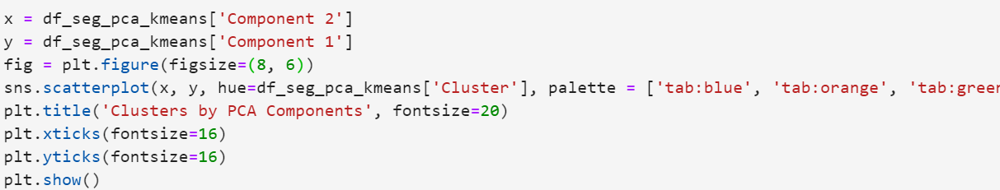 x = df_seg_pca_kmeans['Component 2']
y = df_seg_pca_kmeans['Component 1']
fig = plt.figure(figsize=(8, 6))
sns.scatterplot(x, y, hue=df_seg_pca_kmeans['Cluster'], palette = ['tab:blue', 'tab:orange', 'tab:green
plt.title('Clusters by PCA Components', fontsize=20)
plt.xticks(fontsize=16)
plt.yticks(fontsize=16)
plt.show()